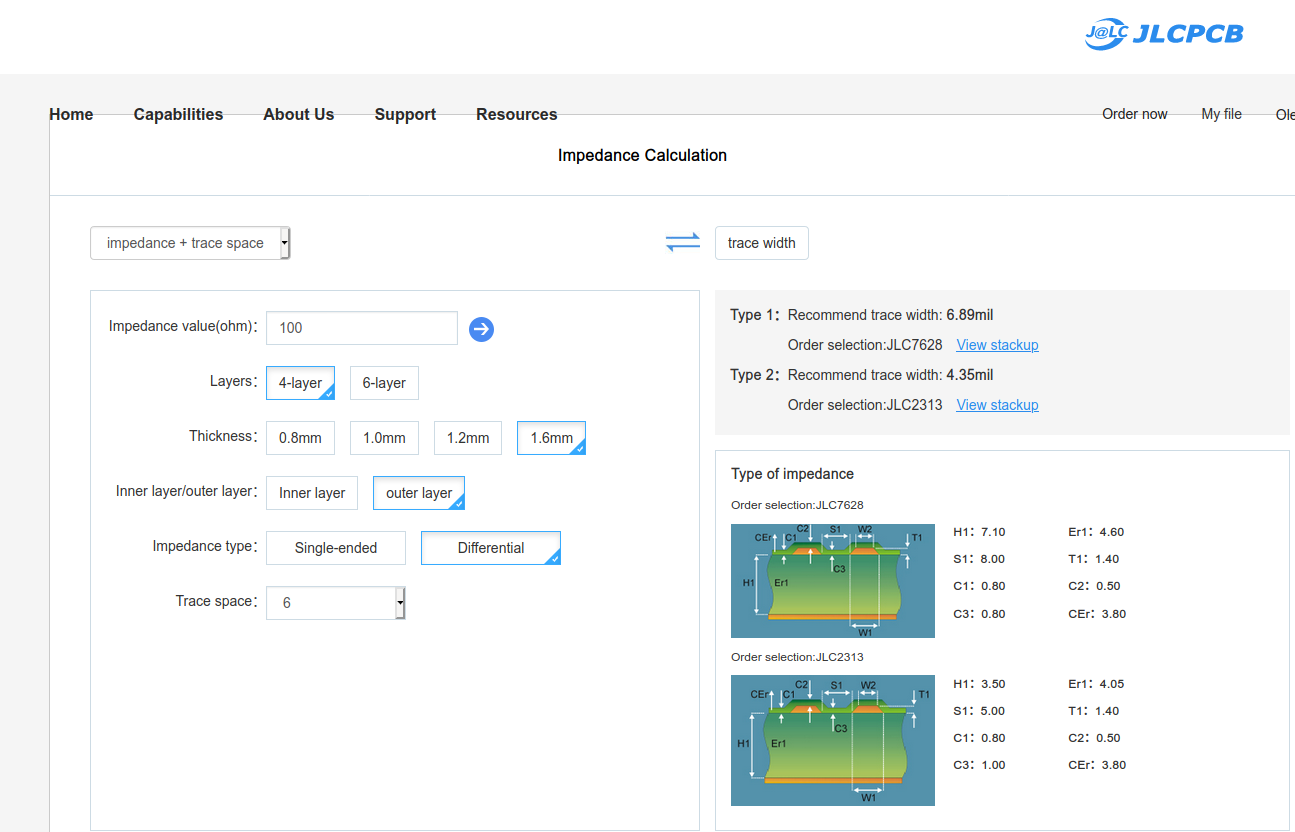 J@LC JLCPCB
Home Capabilities About Us Support Resources Order now My file Ole
Impedance Calculation
impedance + trace space trace width
Impedance value(ohm): 100
Layers: 4-layer 6-layer
Thickness: 0.8mm 1.0mm 1.2mm 1.6mm
Inner layer/outer layer: Inner layer outer layer
Impedance type: Single-ended Differential
Trace space: 6
Type 1: Recommend trace width: 6.89mil
Order selection:JLC7628 View stackup
Type 2: Recommend trace width: 4.35mil
Order selection:JLC2313 View stackup
Type of impedance
Order selection:JLC7628
C2 S1 W2
CEr C1 T1
C3
H1 Er1
W1
H1: 7.10 Er1: 4.60
S1: 8.00 T1: 1.40
C1: 0.80 C2: 0.50
C3: 0.80 CEr: 3.80
Order selection:JLC2313
C2 S1 W2
CEr C1 T1
C3
H1 Er1
W1
H1: 3.50 Er1: 4.05
S1: 5.00 T1: 1.40
C1: 0.80 C2: 0.50
C3: 1.00 CEr: 3.80